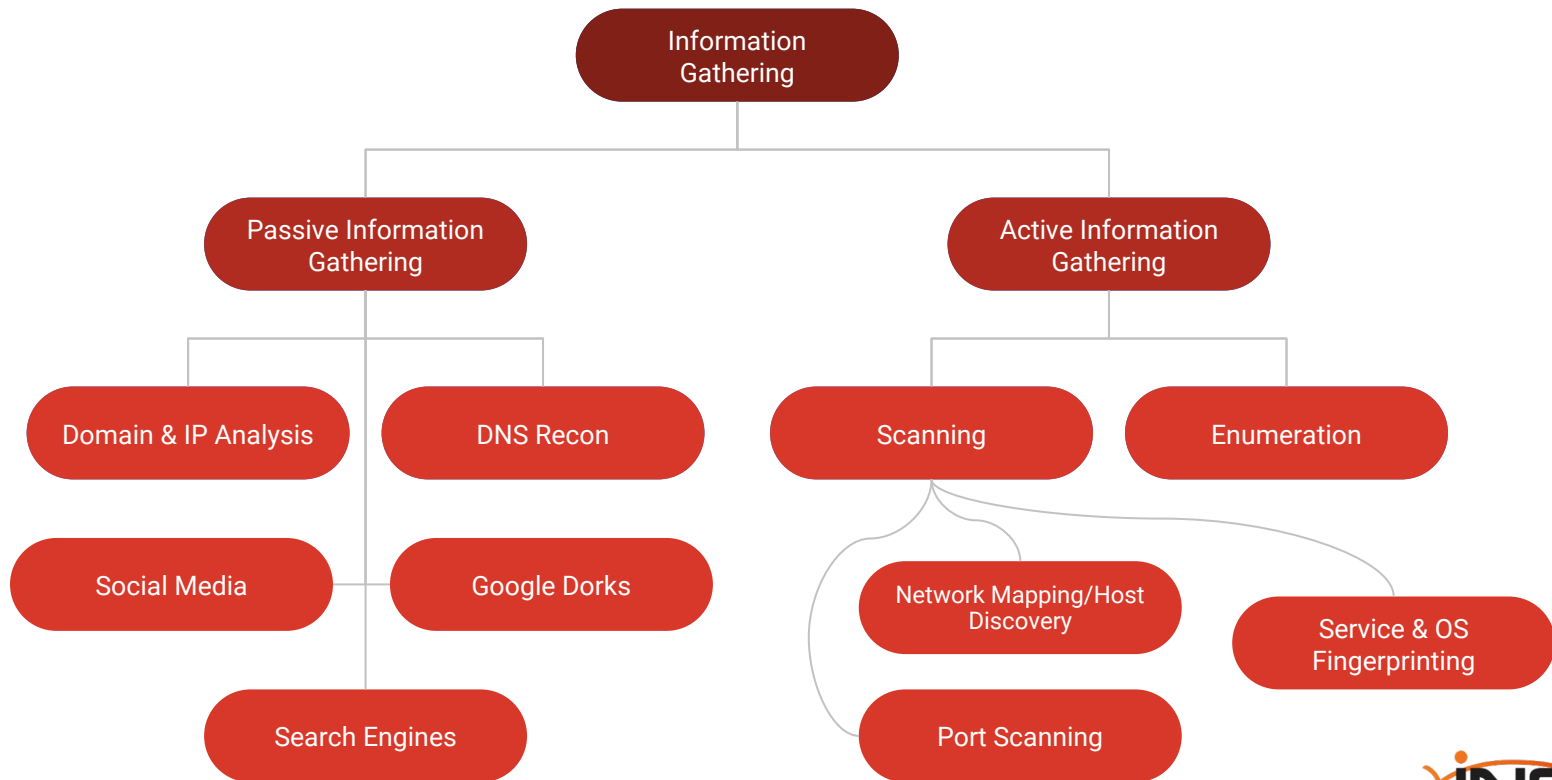 Information
Gathering
Passive Information
Gathering
Active Information
Gathering
Domain & IP Analysis
DNS Recon
Scanning
Enumeration
Social Media
Google Dorks
Network Mapping/Host
Discovery
Service & OS
Fingerprinting
Search Engines
Port Scanning